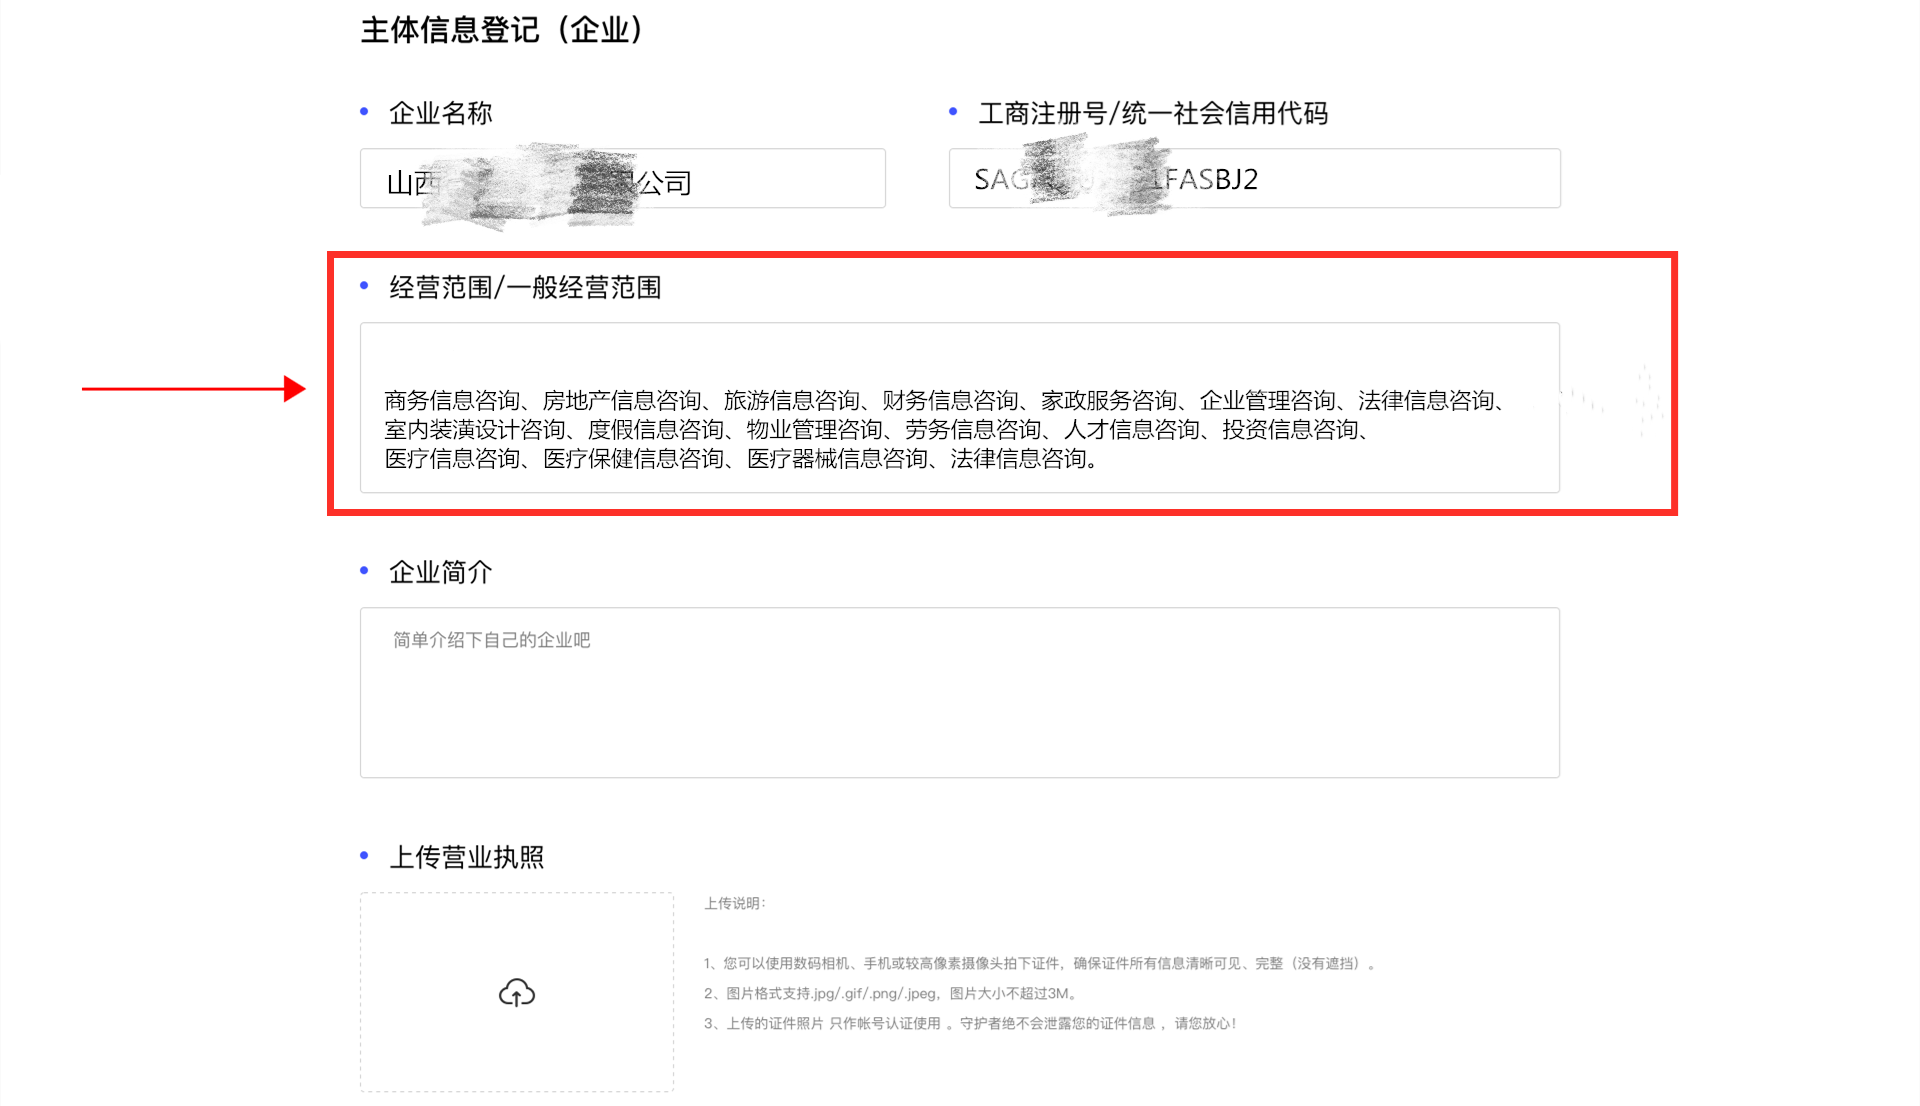 主体信息登记（企业）
企业名称
工商注册号/统一社会信用代码
山西 公司
SAG FASBJ2
经营范围/一般经营范围
商务信息咨询、房地产信息咨询、旅游信息咨询、财务信息咨询、家政服务咨询、企业管理咨询、法律信息咨询、
室内装潢设计咨询、度假信息咨询、物业管理咨询、劳务信息咨询、人才信息咨询、投资信息咨询、
医疗信息咨询、医疗保健信息咨询、医疗器械信息咨询、法律信息咨询。
企业简介
简单介绍下自己的企业吧
上传营业执照
上传说明：
1、您可以使用数码相机、手机或较高像素摄像头拍下证件，确保证件所有信息清晰可见、完整（没有遮挡）。
2、图片格式支持.jpg/.gif/.png/.jpeg，图片大小不超过3M。
3、上传的证件照片 只作帐号认证使用 。守护者绝不会泄露您的证件信息 ，请您放心！